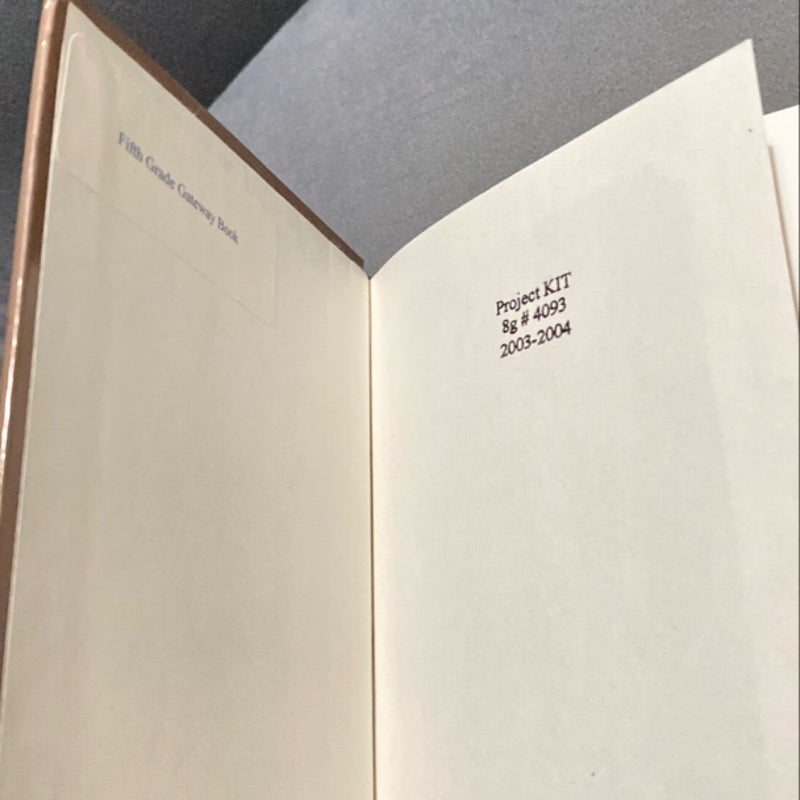 Fifth Grade Gateway Book
Project KIT
8g # 4093
2003-2004